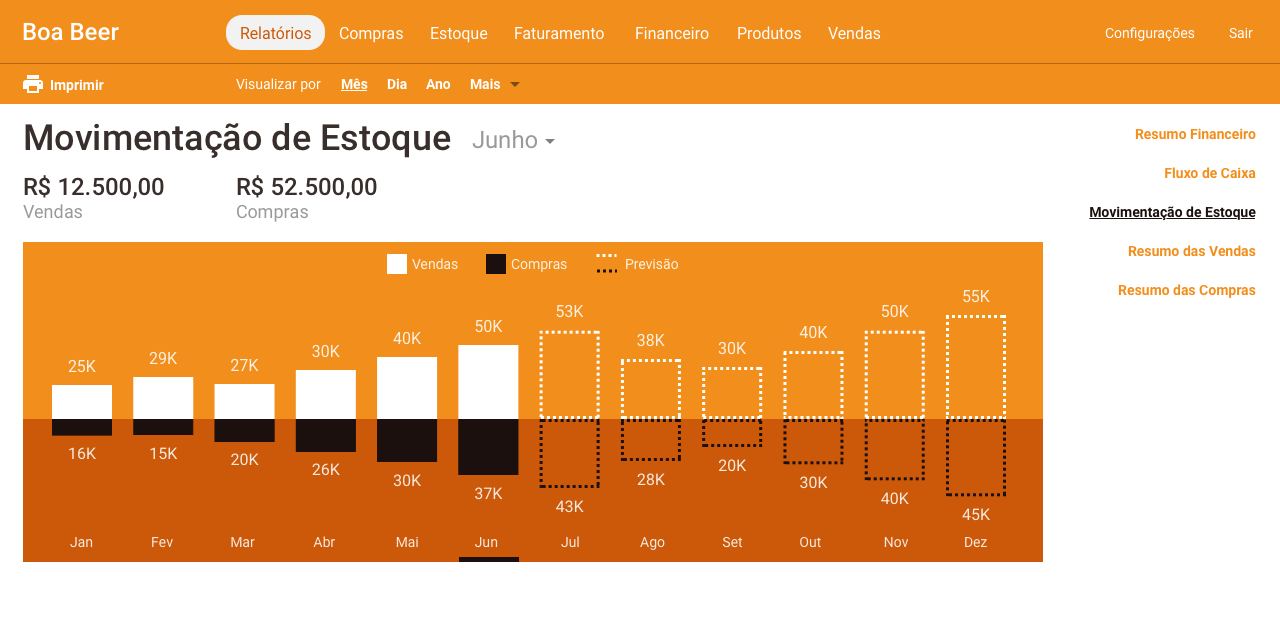 Boa Beer Relatórios Compras Estoque Faturamento Financeiro Produtos Vendas Configurações Sair
Imprimir Visualizar por Mês Dia Ano Mais
Movimentação de Estoque Junho
R$ 12.500,00 R$ 52.500,00
Vendas Compras
Resumo Financeiro
Fluxo de Caixa
Movimentação de Estoque
Resumo das Vendas
Resumo das Compras
Vendas Compras Previsão
25K 29K 27K 30K 40K 50K 53K 38K 30K 40K 50K 55K
16K 15K 20K 26K 30K 37K 43K 28K 20K 30K 40K 45K
Jan Fev Mar Abr Mai Jun Jul Ago Set Out Nov Dez